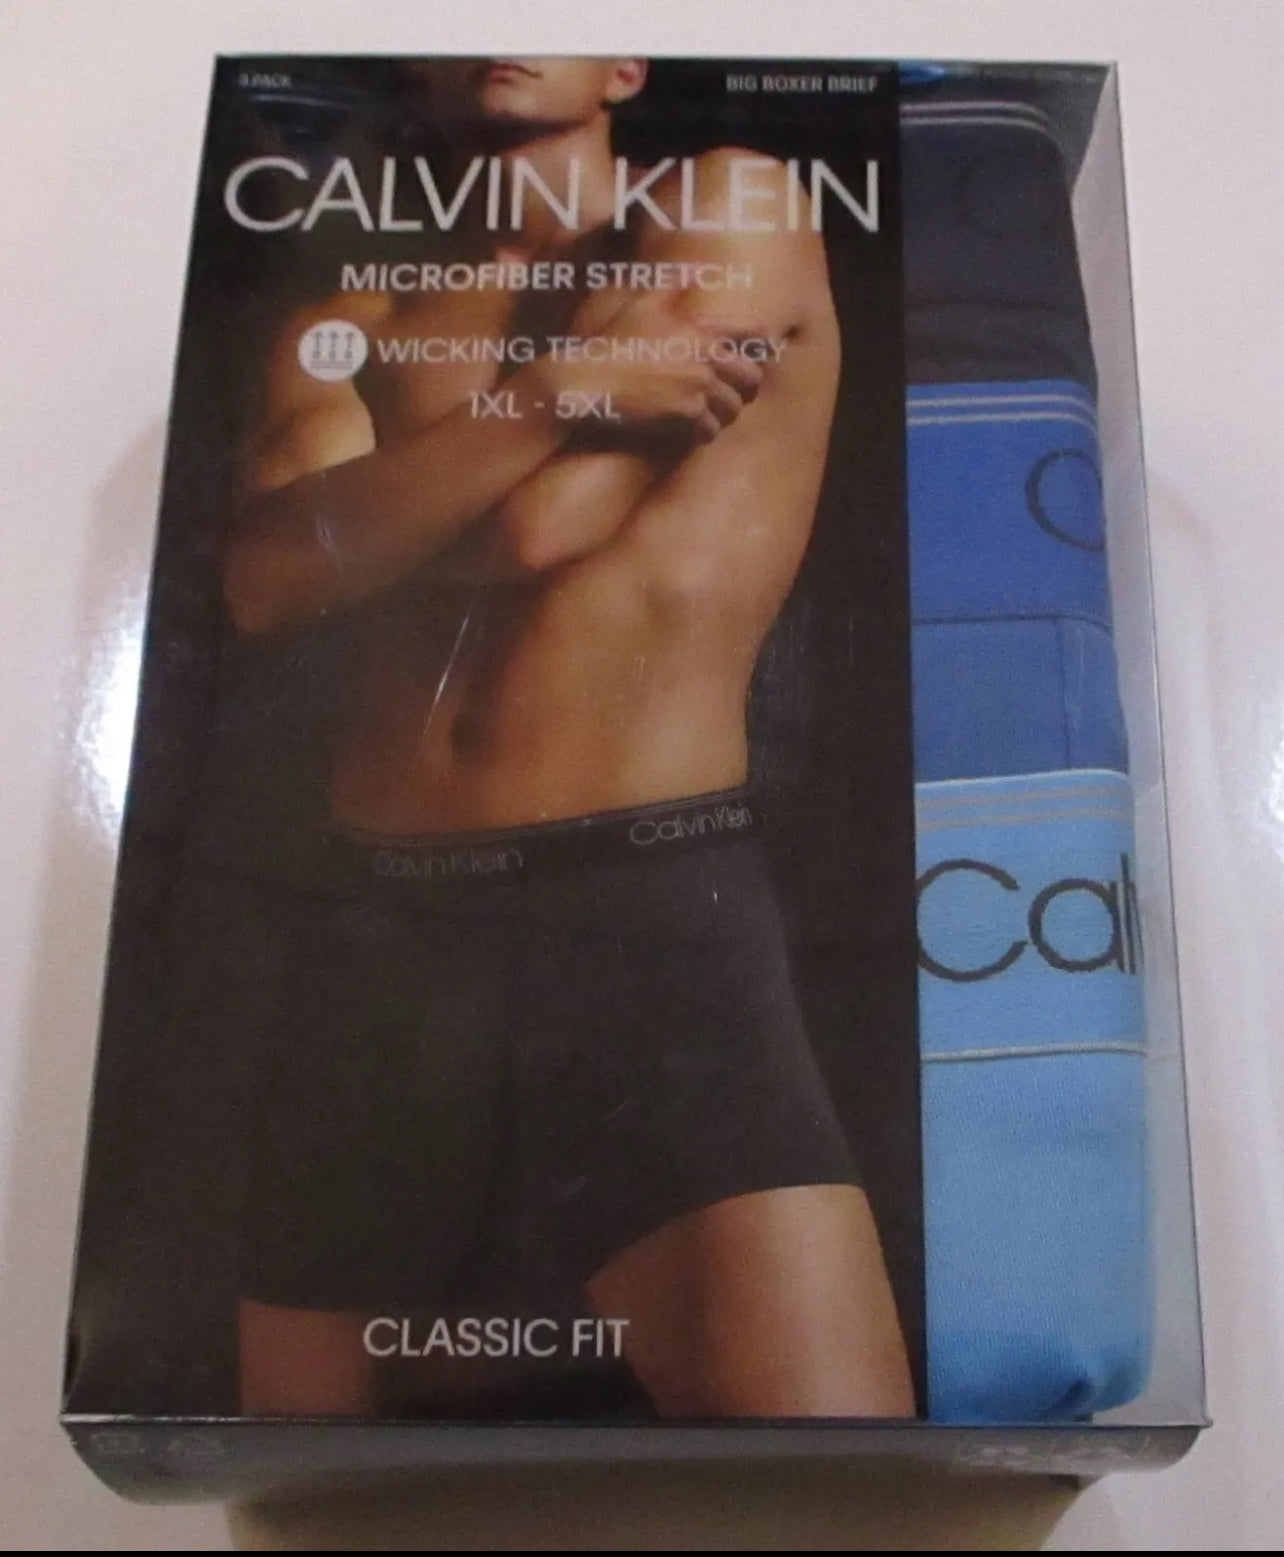 3 PACK
BIG BOXER BRIEF
CALVIN KLEIN
MICROFIBER STRETCH
WICKING TECHNOLOGY
1XL - 5XL
C
Cal
Calvin Klein
Calvin Klein
CLASSIC FIT